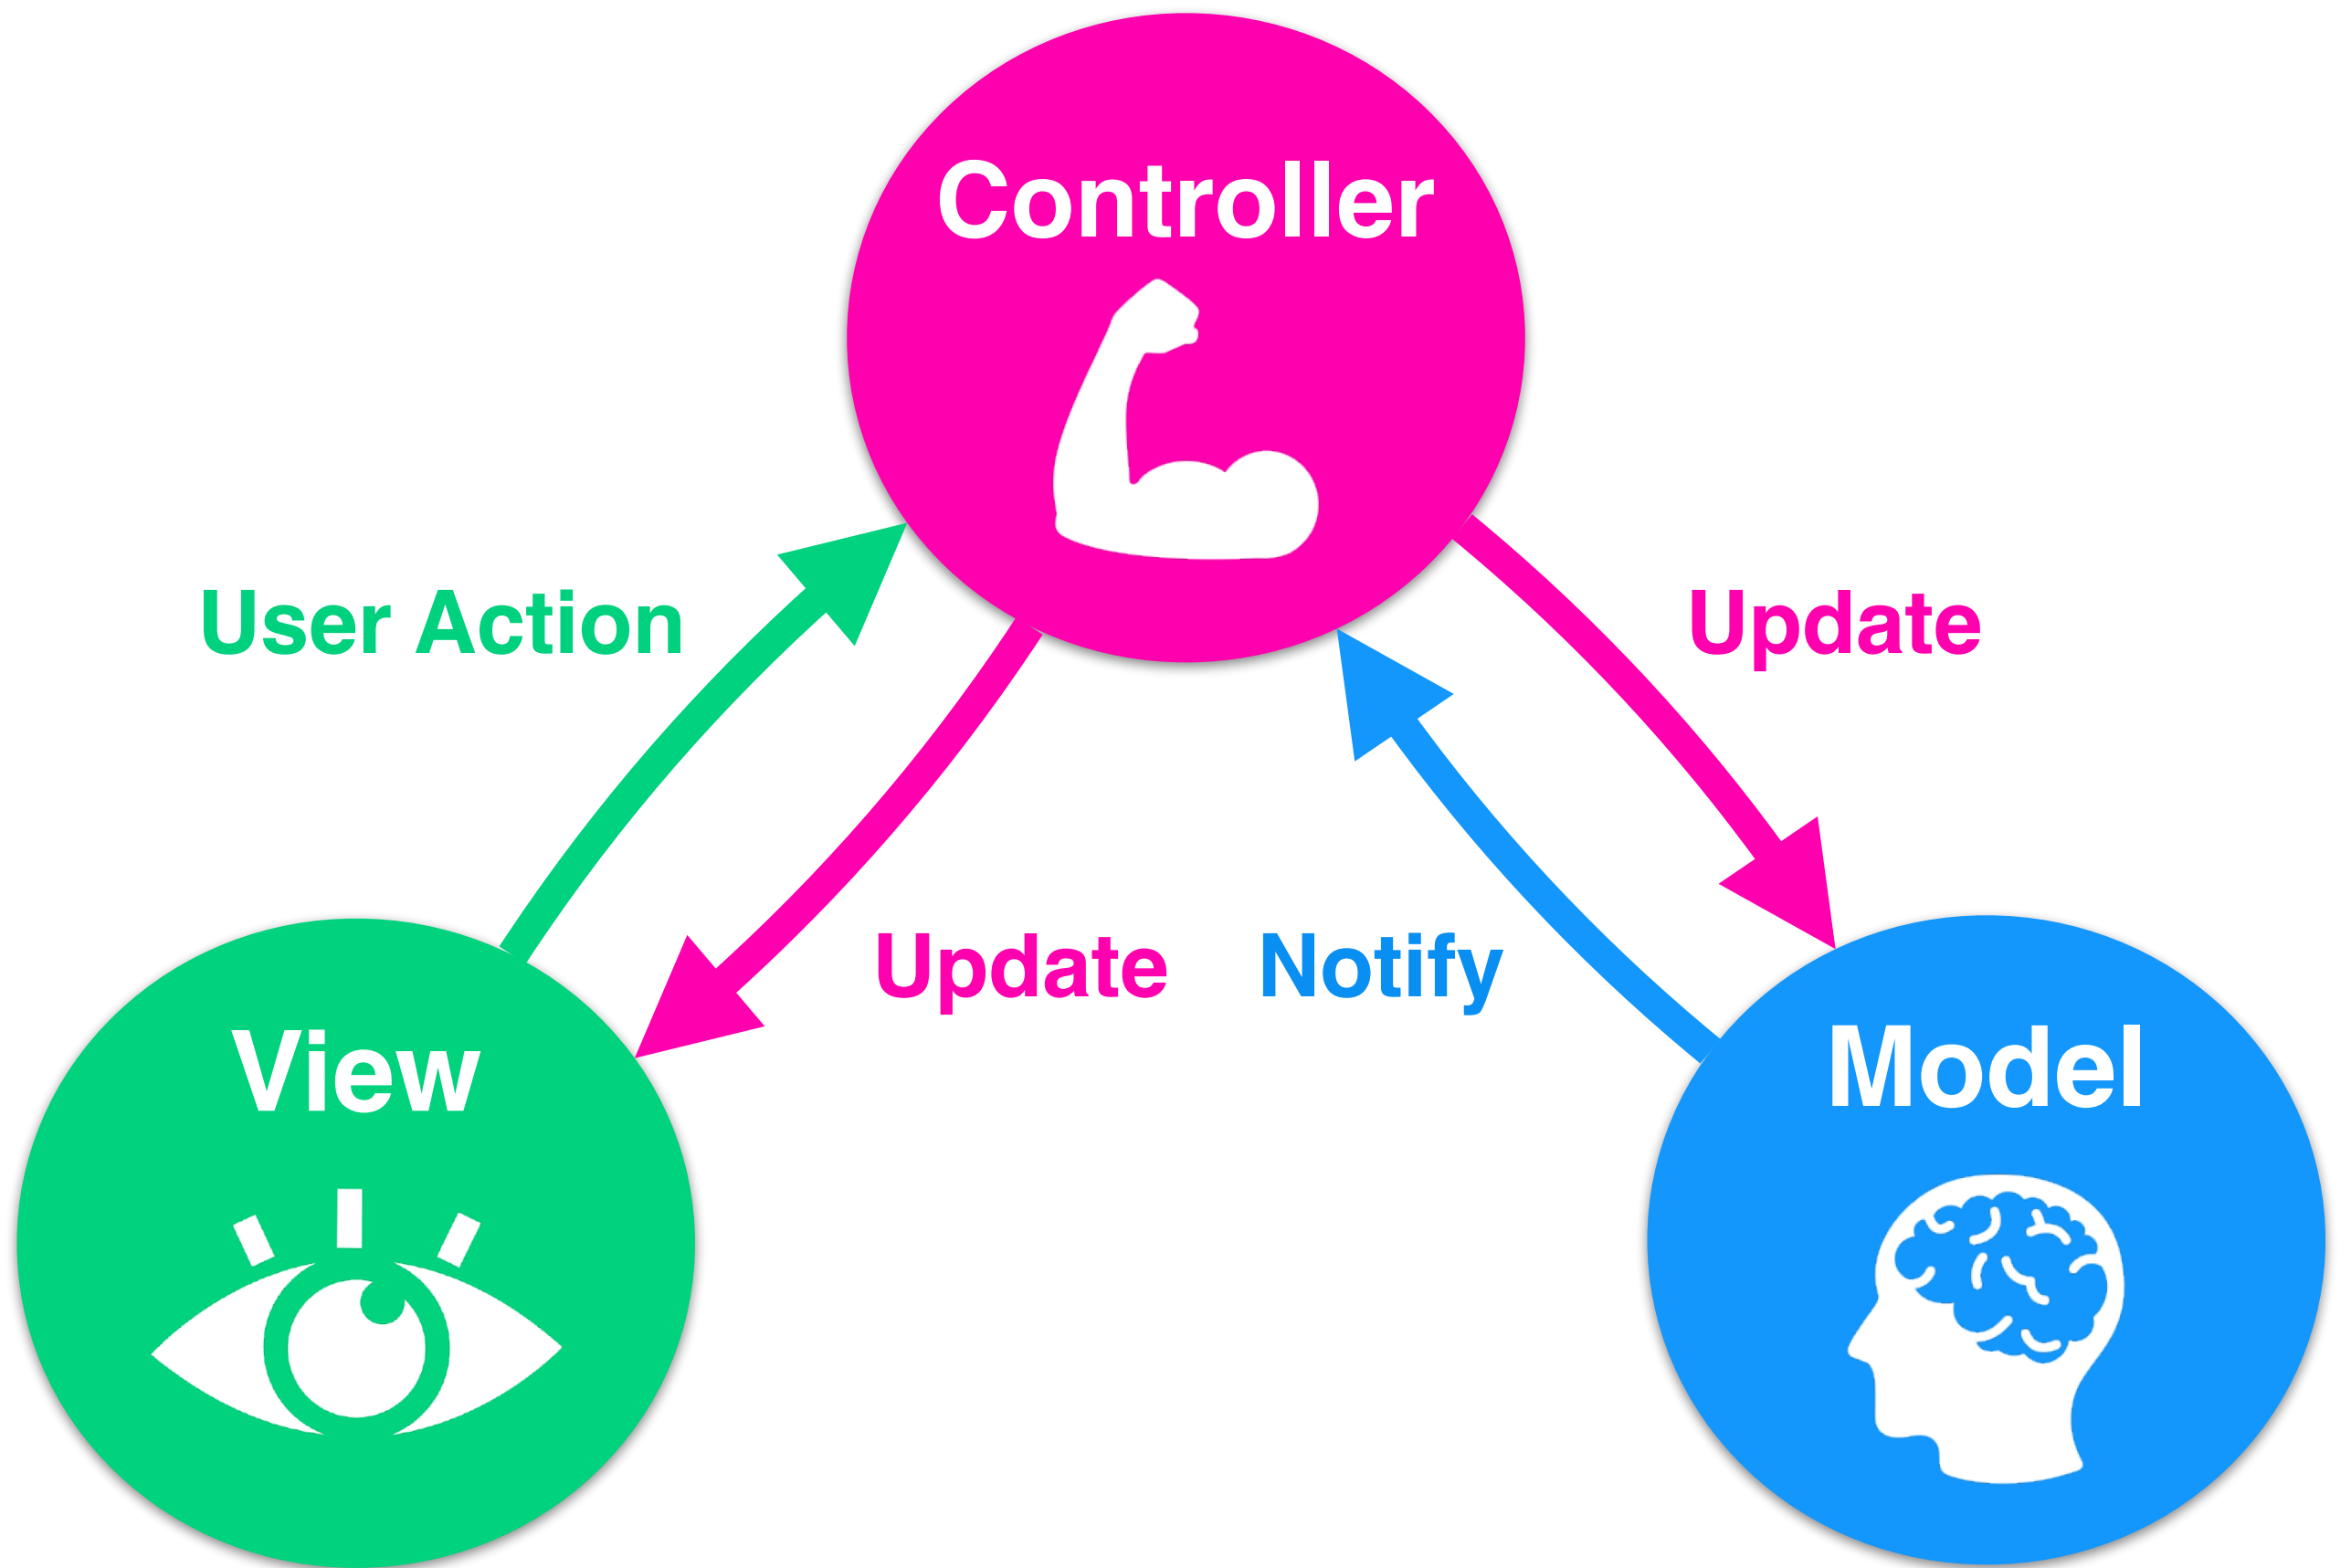 Controller
User Action
Update
Update
Notify
View
Model